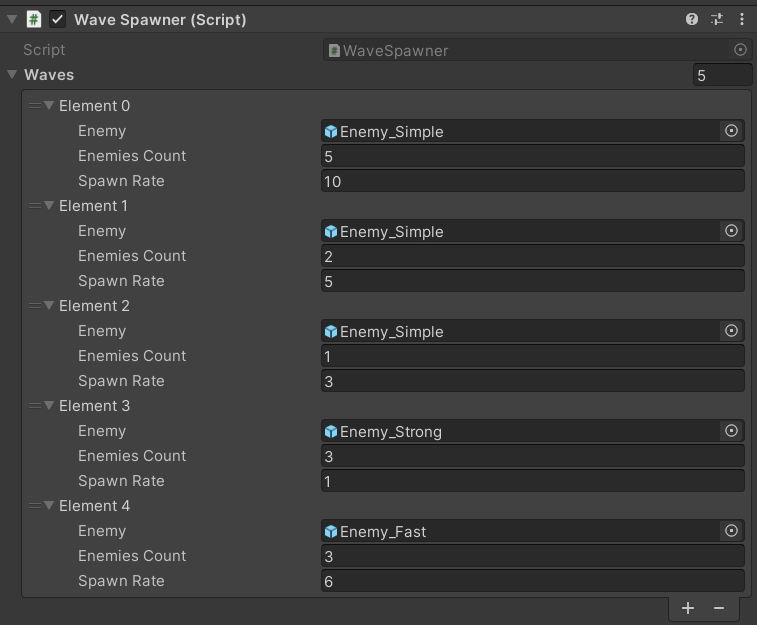 Wave Spawner (Script)
Script WaveSpawner
Waves 5
Element 0
Enemy Enemy_Simple
Enemies Count 5
Spawn Rate 10
Element 1
Enemy Enemy_Simple
Enemies Count 2
Spawn Rate 5
Element 2
Enemy Enemy_Simple
Enemies Count 1
Spawn Rate 3
Element 3
Enemy Enemy_Strong
Enemies Count 3
Spawn Rate 1
Element 4
Enemy Enemy_Fast
Enemies Count 3
Spawn Rate 6